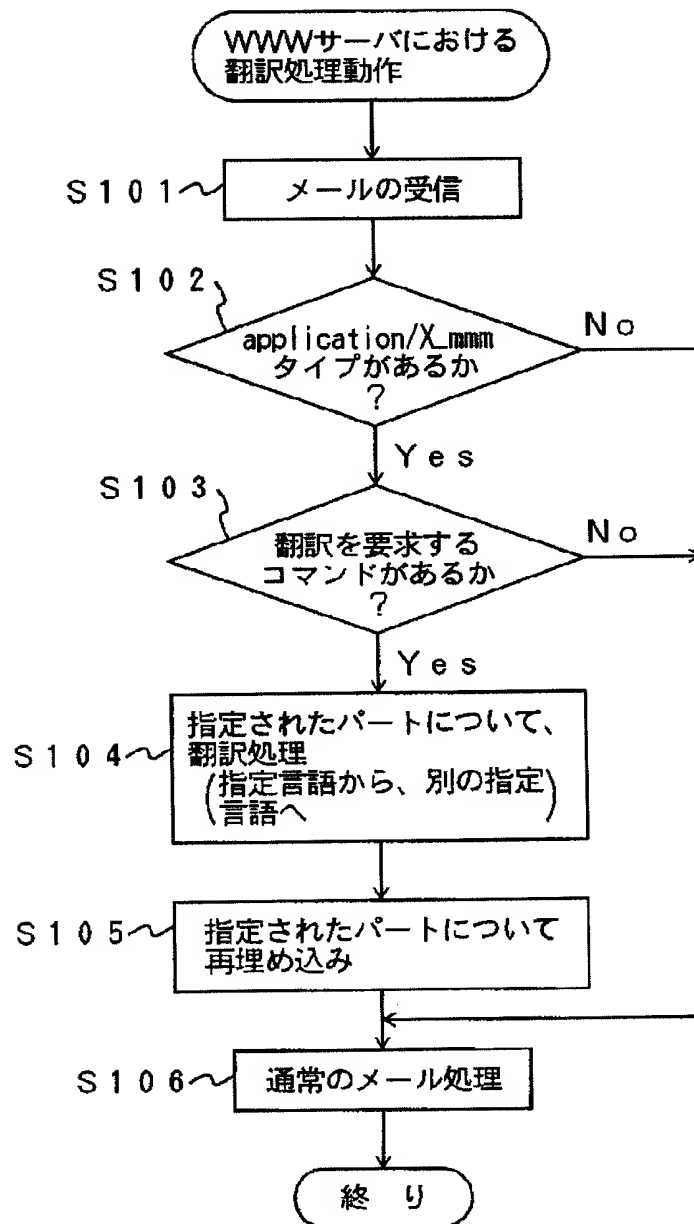 WWWサーバにおける
翻訳処理動作
S101
メールの受信
S102
application/X_mmm
タイプがあるか
?
No
Yes
S103
翻訳を要求する
コマンドがあるか
?
No
Yes
S104
指定されたパートについて、
翻訳処理
(指定言語から、別の指定)
言語へ
S105
指定されたパートについて
再埋め込み
S106
通常のメール処理
終り